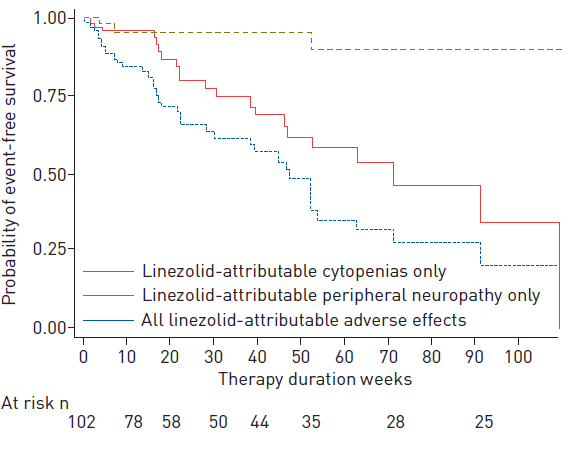 Probability of event-free survival
1.00
0.75
0.50
0.25
0.00
Linezolid-attributable cytopenias only
Linezolid-attributable peripheral neuropathy only
All linezolid-attributable adverse effects
0 10 20 30 40 50 60 70 80 90 100
Therapy duration weeks
At risk n
102 78 58 50 44 35 28 25